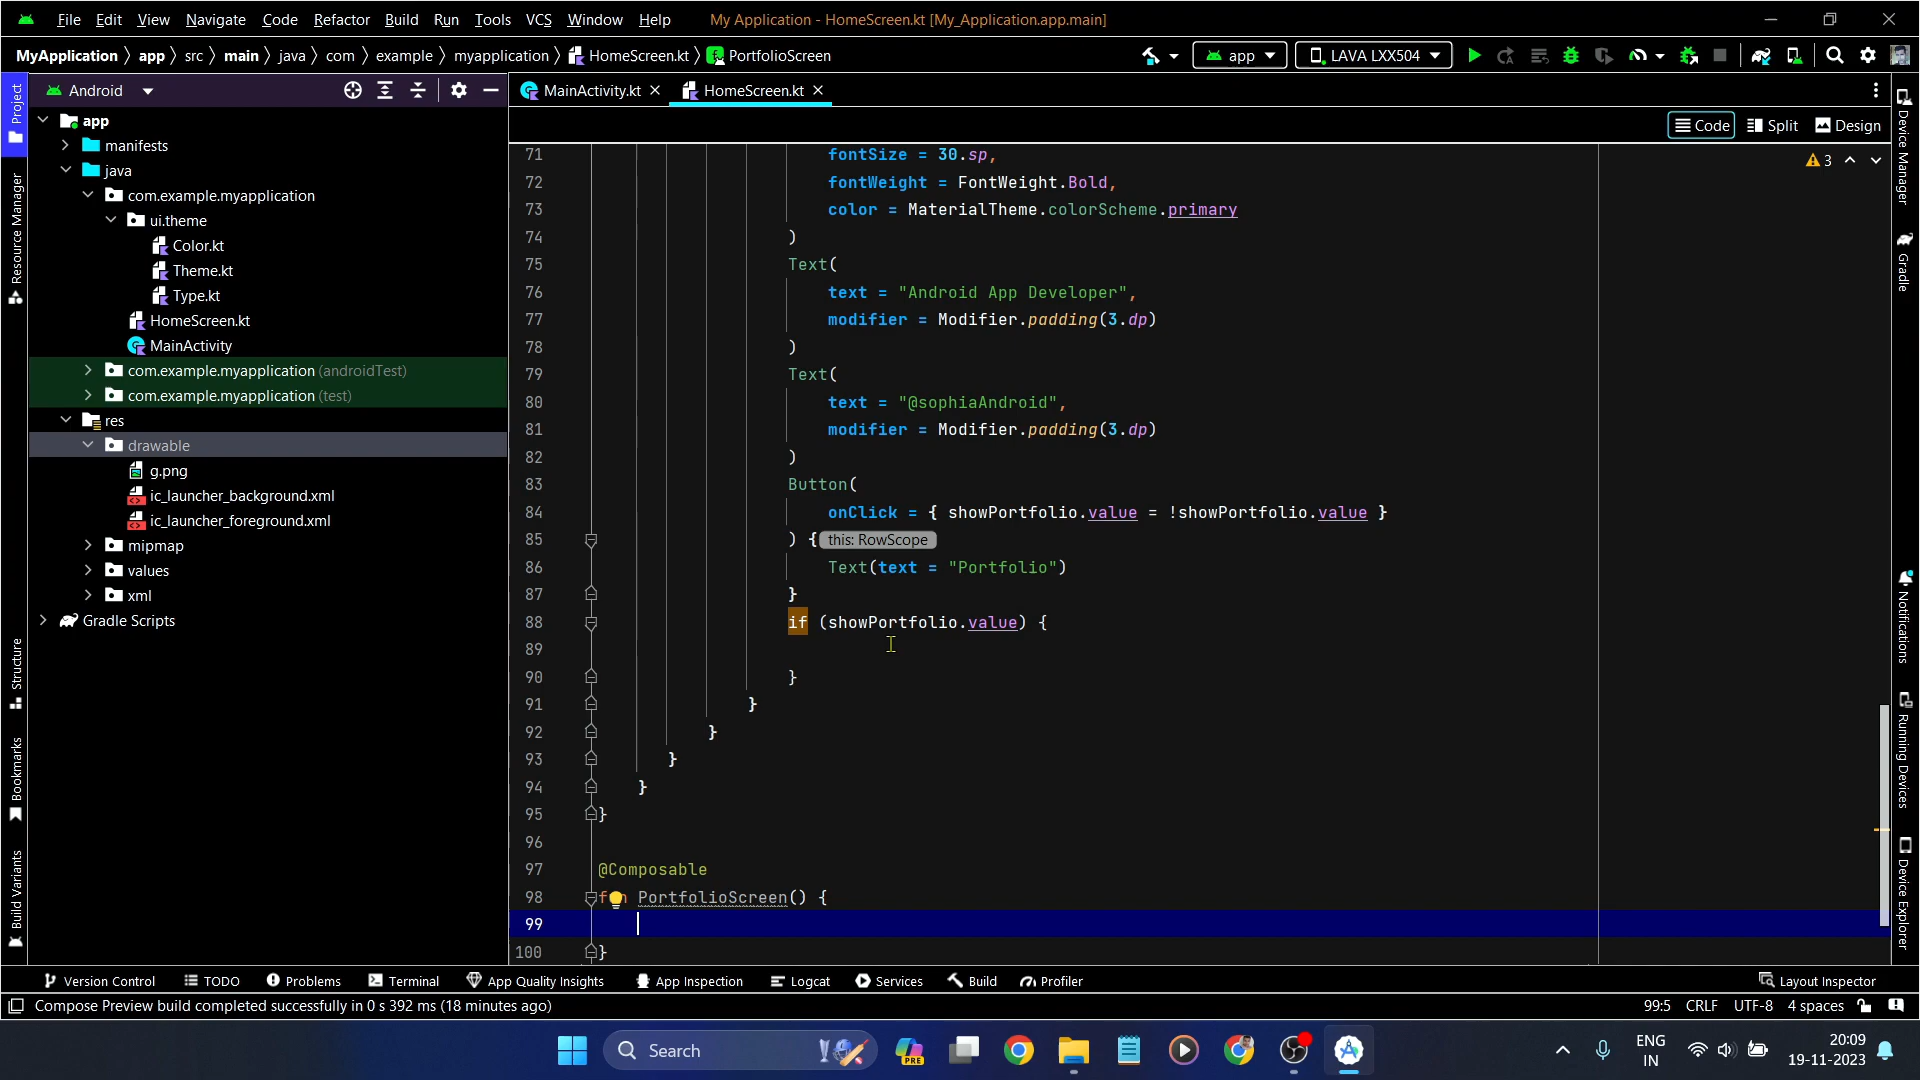 File Edit View Navigate Code Refactor Build Run Tools VCS Window Help My Application - HomeScreen.kt [My_Application.app.main]
MyApplication app src main java com example myapplication HomeScreen.kt PortfolioScreen app LAVA LXX504
Project
Resource Manager
Structure
Bookmarks
Build Variants
Android
app
manifests
java
com.example.myapplication
ui.theme
Color.kt
Theme.kt
Type.kt
HomeScreen.kt
MainActivity
com.example.myapplication (androidTest)
com.example.myapplication (test)
res
drawable
g.png
ic_launcher_background.xml
ic_launcher_foreground.xml
mipmap
values
xml
Gradle Scripts
MainActivity.kt HomeScreen.kt
Code Split Design
3
71 fontSize = 30.sp,
72 fontWeight = FontWeight.Bold,
73 color = MaterialTheme.colorScheme.primary
74 )
75 Text(
76 text = "Android App Developer",
77 modifier = Modifier.padding(3.dp)
78 )
79 Text(
80 text = "@sophiaAndroid",
81 modifier = Modifier.padding(3.dp)
82 )
83 Button(
84 onClick = { showPortfolio.value = !showPortfolio.value }
85 ) { this: RowScope
86 Text(text = "Portfolio")
87 }
88 if (showPortfolio.value) {
89
90 }
91 }
92 }
93 }
94 }
95 }
96
97 @Composable
98 fun PortfolioScreen() {
99
100 }
Device Manager
Gradle
Notifications
Running Devices
Device Explorer
Version Control TODO Problems Terminal App Quality Insights App Inspection Logcat Services Build Profiler Layout Inspector
Compose Preview build completed successfully in 0 s 392 ms (18 minutes ago) 99:5 CRLF UTF-8 4 spaces
Search PRE ENG IN 20:09 19-11-2023